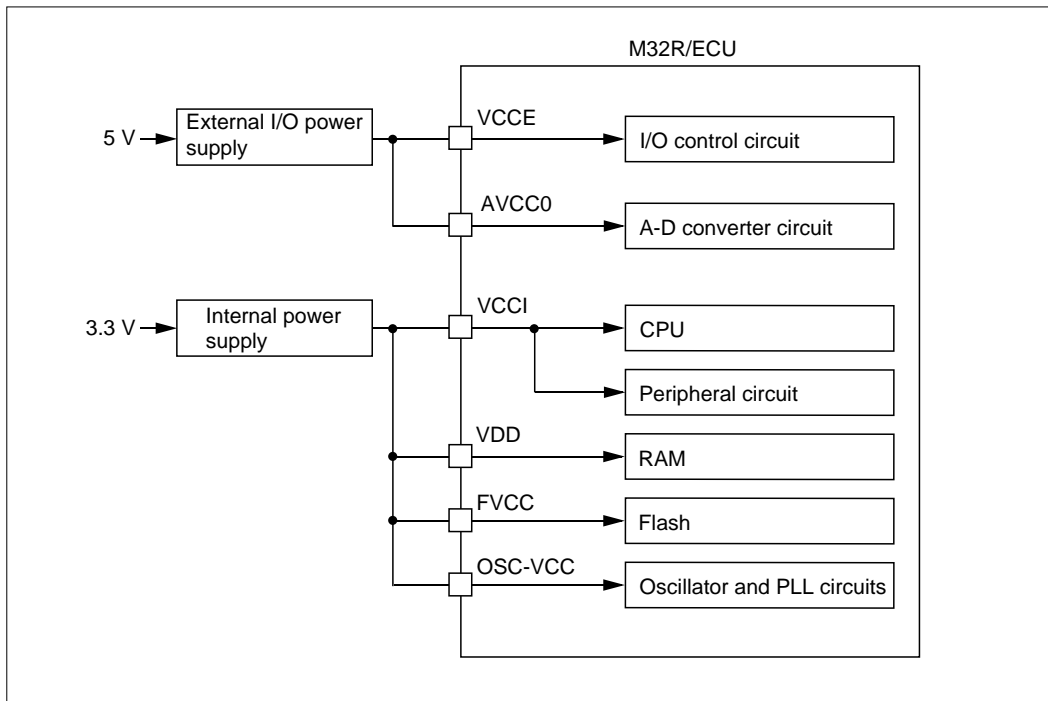 M32R/ECU
5 V
External I/O power
supply
VCCE
I/O control circuit
AVCC0
A-D converter circuit
3.3 V
Internal power
supply
VCCI
CPU
Peripheral circuit
VDD
RAM
FVCC
Flash
OSC-VCC
Oscillator and PLL circuits